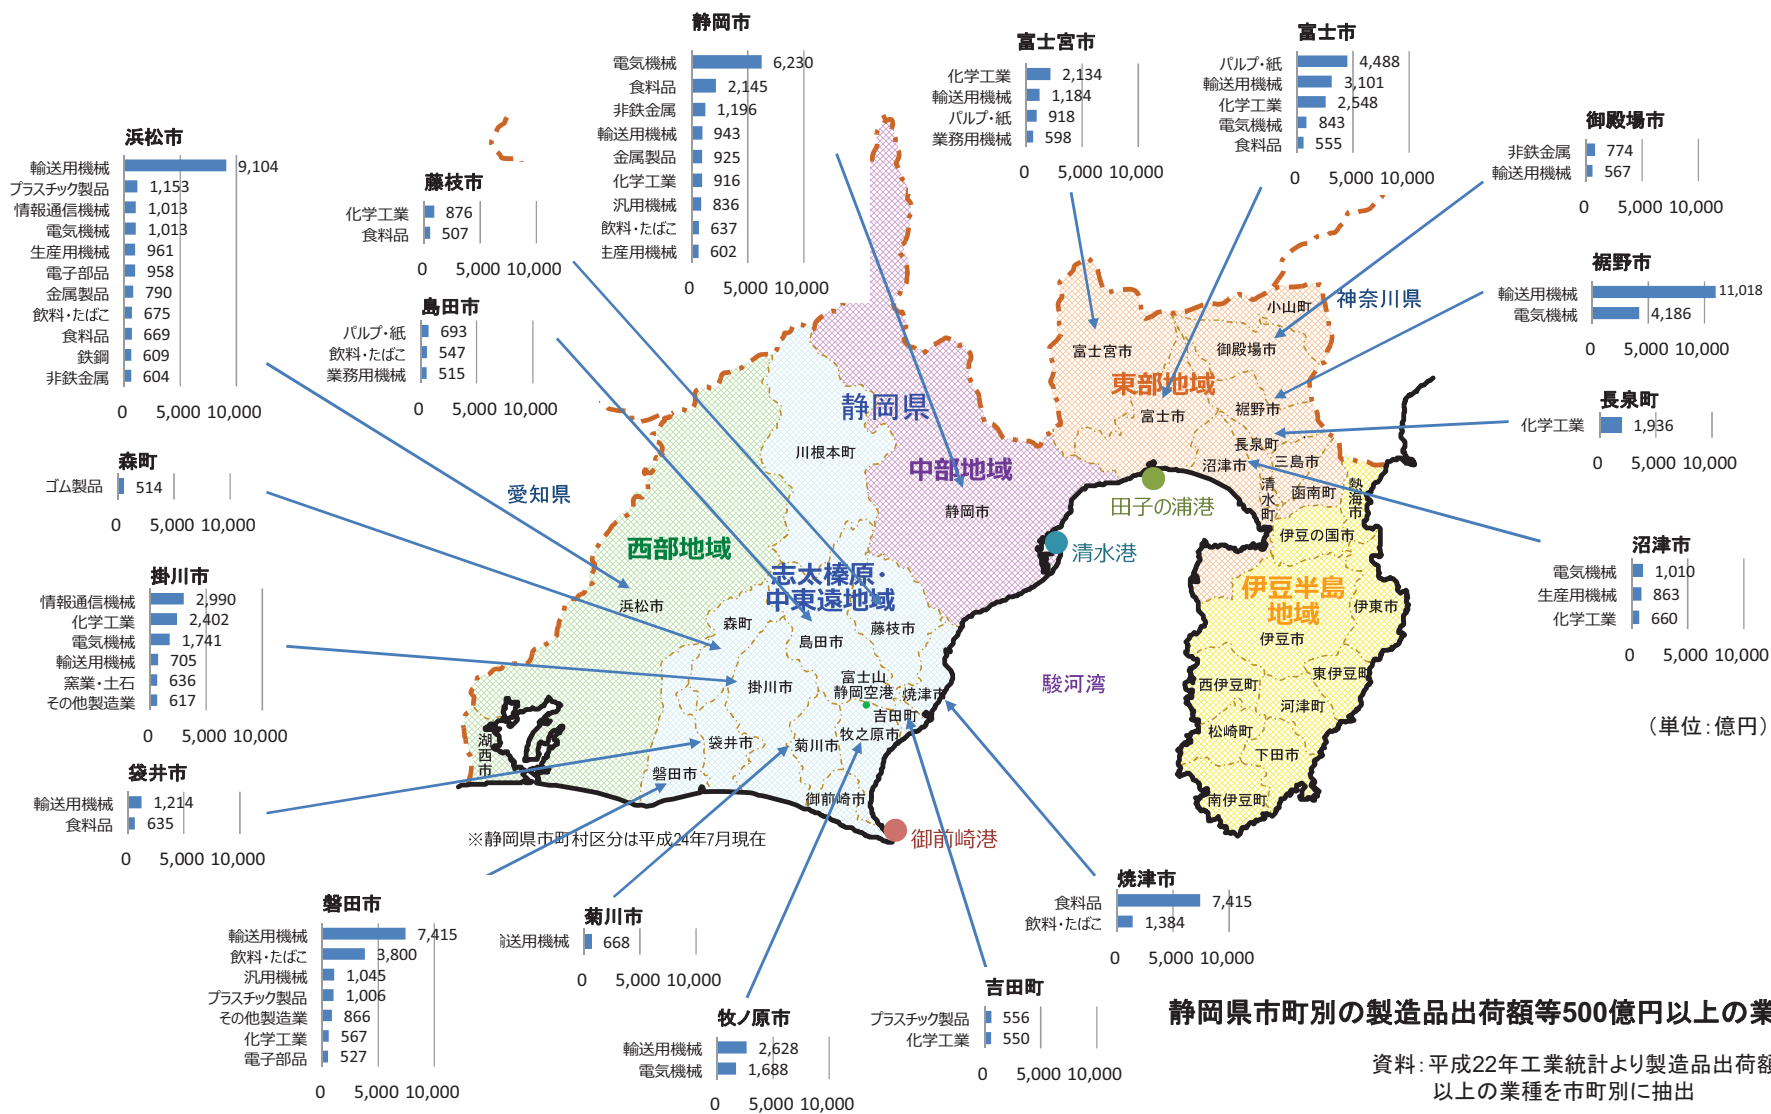 静岡市
電気機械 6,230
食料品 2,145
非鉄金属 1,196
輸送用機械 943
金属製品 925
化学工業 916
汎用機械 836
飲料・たばこ 637
生産用機械 602
0 5,000 10,000
富士宮市
化学工業 2,134
輸送用機械 1,184
パルプ・紙 918
業務用機械 598
0 5,000 10,000
富士市
パルプ・紙 4,488
輸送用機械 3,101
化学工業 2,548
電気機械 843
食料品 555
0 5,000 10,000
御殿場市
非鉄金属 774
輸送用機械 567
0 5,000 10,000
浜松市
輸送用機械 9,104
プラスチック製品 1,153
情報通信機械 1,013
電気機械 1,013
生産用機械 961
電子部品 958
金属製品 790
飲料・たばこ 675
食料品 669
鉄鋼 609
非鉄金属 604
0 5,000 10,000
藤枝市
化学工業 876
食料品 507
0 5,000 10,000
島田市
パルプ・紙 693
飲料・たばこ 547
業務用機械 515
0 5,000 10,000
裾野市
輸送用機械 11,018
電気機械 4,186
0 5,000 10,000
長泉町
化学工業 1,936
0 5,000 10,000
森町
ゴム製品 514
0 5,000 10,000
沼津市
電気機械 1,010
生産用機械 863
化学工業 660
0 5,000 10,000
掛川市
情報通信機械 2,990
化学工業 2,402
電気機械 1,741
輸送用機械 705
窯業・土石 636
その他製造業 617
0 5,000 10,000
袋井市
輸送用機械 1,214
食料品 635
0 5,000 10,000
神奈川県
小山町
富士宮市
御殿場市
東部地域
裾野市
富士市
静岡県
長泉町
川根本町
中部地域
沼津市
三島市
愛知県
田子の浦港
清水町
函南町
熱海市
静岡市
伊豆の国市
西部地域
清水港
志太榛原・
中東遠地域
伊豆半島
地域
浜松市
伊東市
森町
島田市
藤枝市
伊豆市
富士山
静岡空港
掛川市
焼津市
駿河湾
西伊豆町
東伊豆町
吉田町
河津町
湖西市
袋井市
菊川市
牧之原市
松崎町
下田市
磐田市
御前崎市
南伊豆町
御前崎港
(単位:億円)
※静岡県市町村区分は平成24年7月現在
磐田市
輸送用機械 7,415
飲料・たばこ 3,800
汎用機械 1,045
プラスチック製品 1,006
その他製造業 866
化学工業 567
電子部品 527
0 5,000 10,000
菊川市
輸送用機械 668
0 5,000 10,000
焼津市
食料品 7,415
飲料・たばこ 1,384
0 5,000 10,000
牧ノ原市
輸送用機械 2,628
電気機械 1,688
0 5,000 10,000
吉田町
プラスチック製品 556
化学工業 550
0 5,000 10,000
静岡県市町別の製造品出荷額等500億円以上の業
資料:平成22年工業統計より製造品出荷額
以上の業種を市町別に抽出